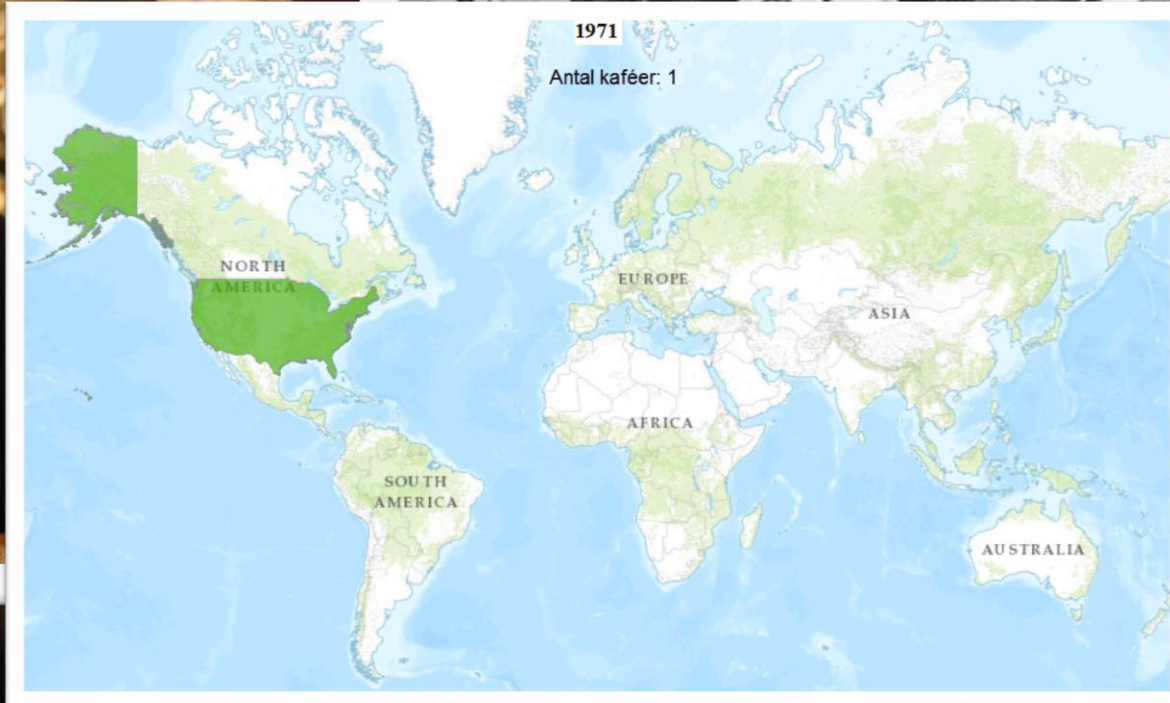 1971
Antal kaféer: 1
NORTH
AMERICA
EUROPE
ASIA
AFRICA
SOUTH
AMERICA
AUSTRALIA